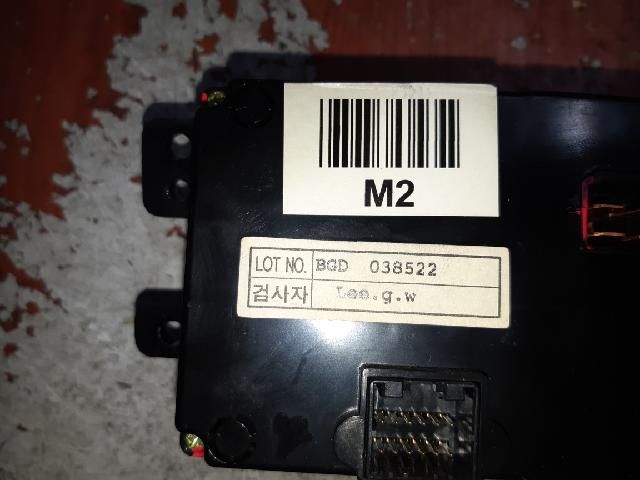 M2
LOT NO. BGD 038522
검사자 Lee.g.w